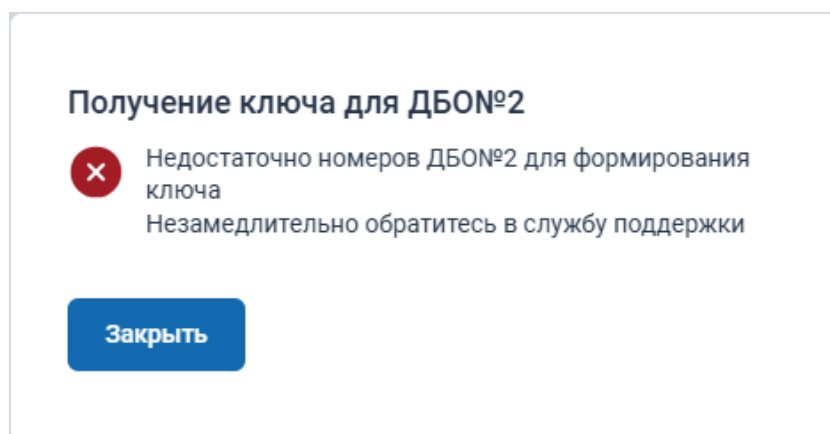 Получение ключа для ДБО№2
Недостаточно номеров ДБО№2 для формирования
ключа
Незамедлительно обратитесь в службу поддержки
Закрыть